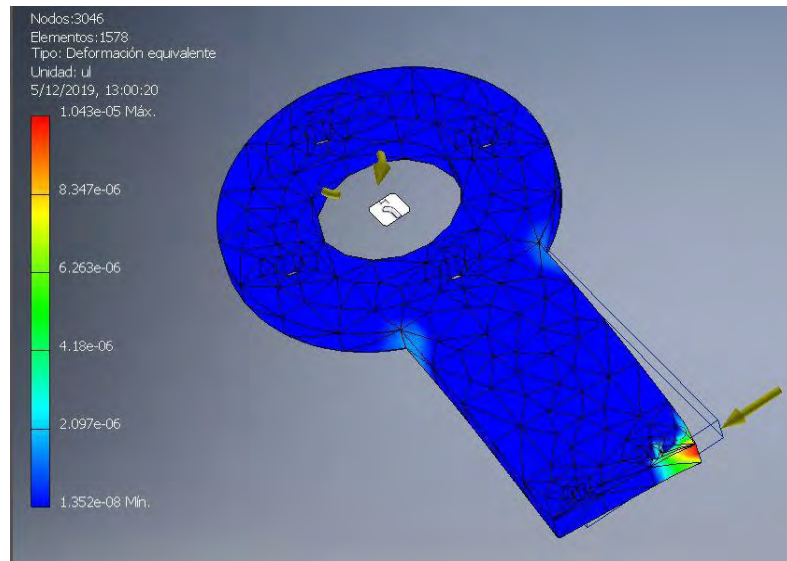 Nodos:3046
Elementos:1578
Tipo: Deformación equivalente
Unidad: ul
5/12/2019, 13:00:20
1.043e-05 Máx.
8.347e-06
6.263e-06
4.18e-06
2.097e-06
1.352e-08 Mín.